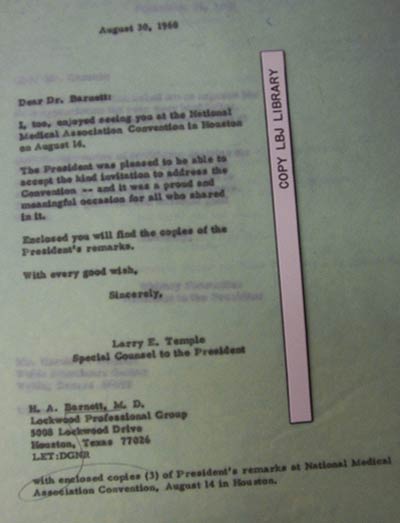 August 30, 1968
Dear Dr. Barnett:
I, too, enjoyed seeing you at the National
Medical Association Convention in Houston
on August 14.
The President was pleased to be able to
accept the kind invitation to address the
Convention -- and it was a proud and
meaningful occasion for all who shared
in it.
Enclosed you will find the copies of the
President's remarks.
With every good wish,
Sincerely,
Larry E. Temple
Special Counsel to the President
H. A. Barnett, M. D.
Lockwood Professional Group
5008 Lockwood Drive
Houston, Texas 77026
LET:DGNR
with enclosed copies (3) of President's remarks at National Medical
Association Convention, August 14 in Houston.
COPY LBJ LIBRARY